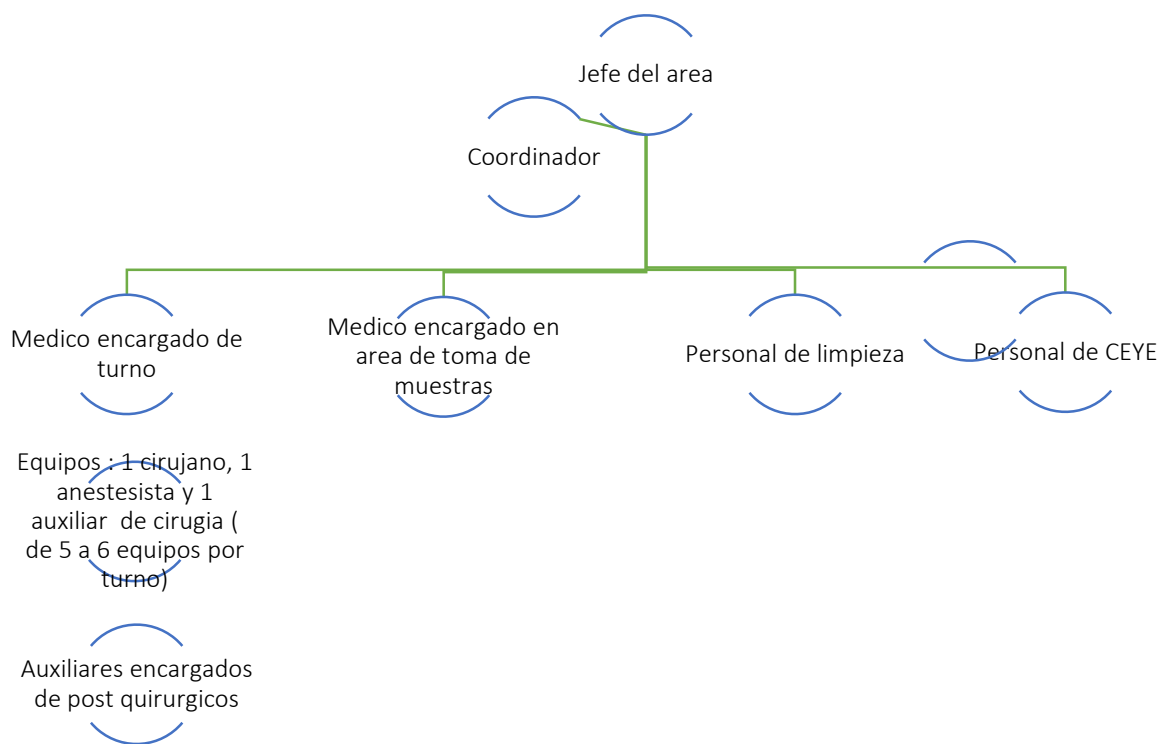 Jefe del area
Coordinador
Medico encargado de
turno
Medico encargado en
area de toma de
muestras
Personal de limpieza
Personal de CEYE
Equipos : 1 cirujano, 1
anestesista y 1
auxiliar  de cirugia (
de 5 a 6 equipos por
turno)
Auxiliares encargados
de post quirurgicos